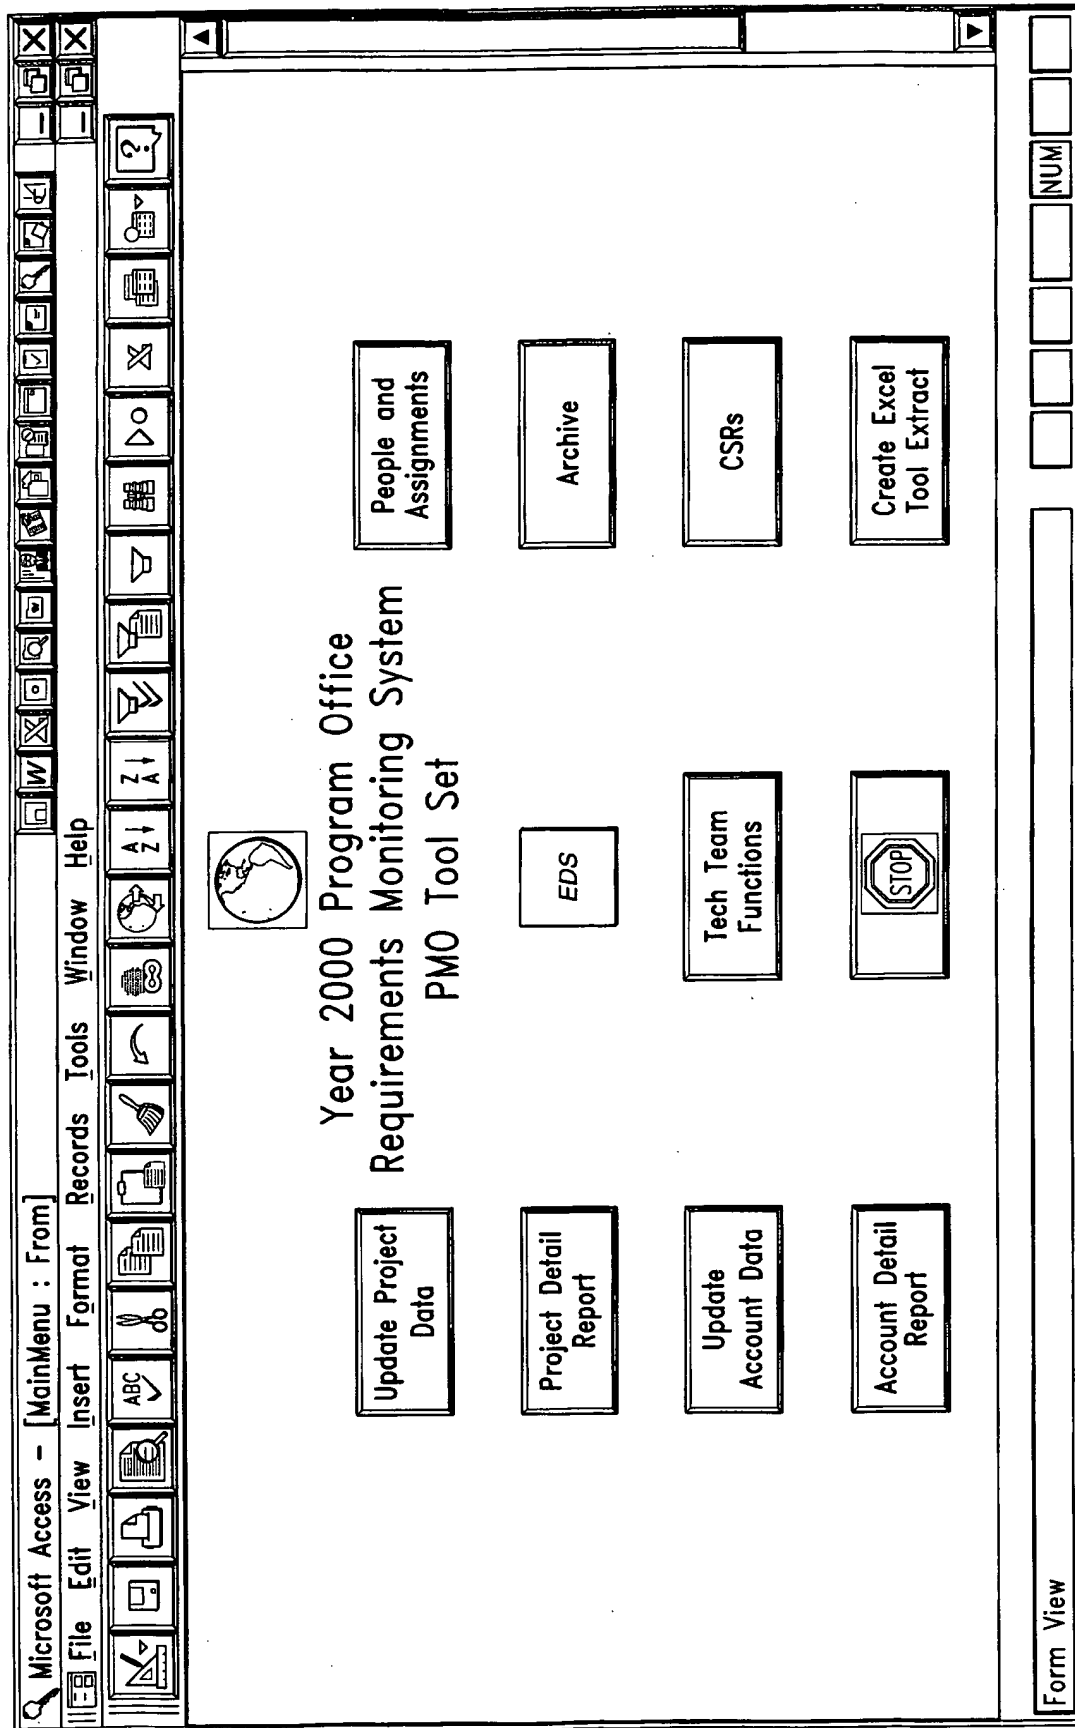 Microsoft Access - [MainMenu : From]
File Edit View Insert Format Records Tools Window Help
W X
ABC A Z Z A ?
Year 2000 Program Office
Requirements Monitoring System
PMO Tool Set
Update Project
Data
People and
Assignments
Project Detail
Report
EDS
Archive
Update
Account Data
Tech Team
Functions
CSRs
Account Detail
Report
STOP
Create Excel
Tool Extract
Form View
NUM